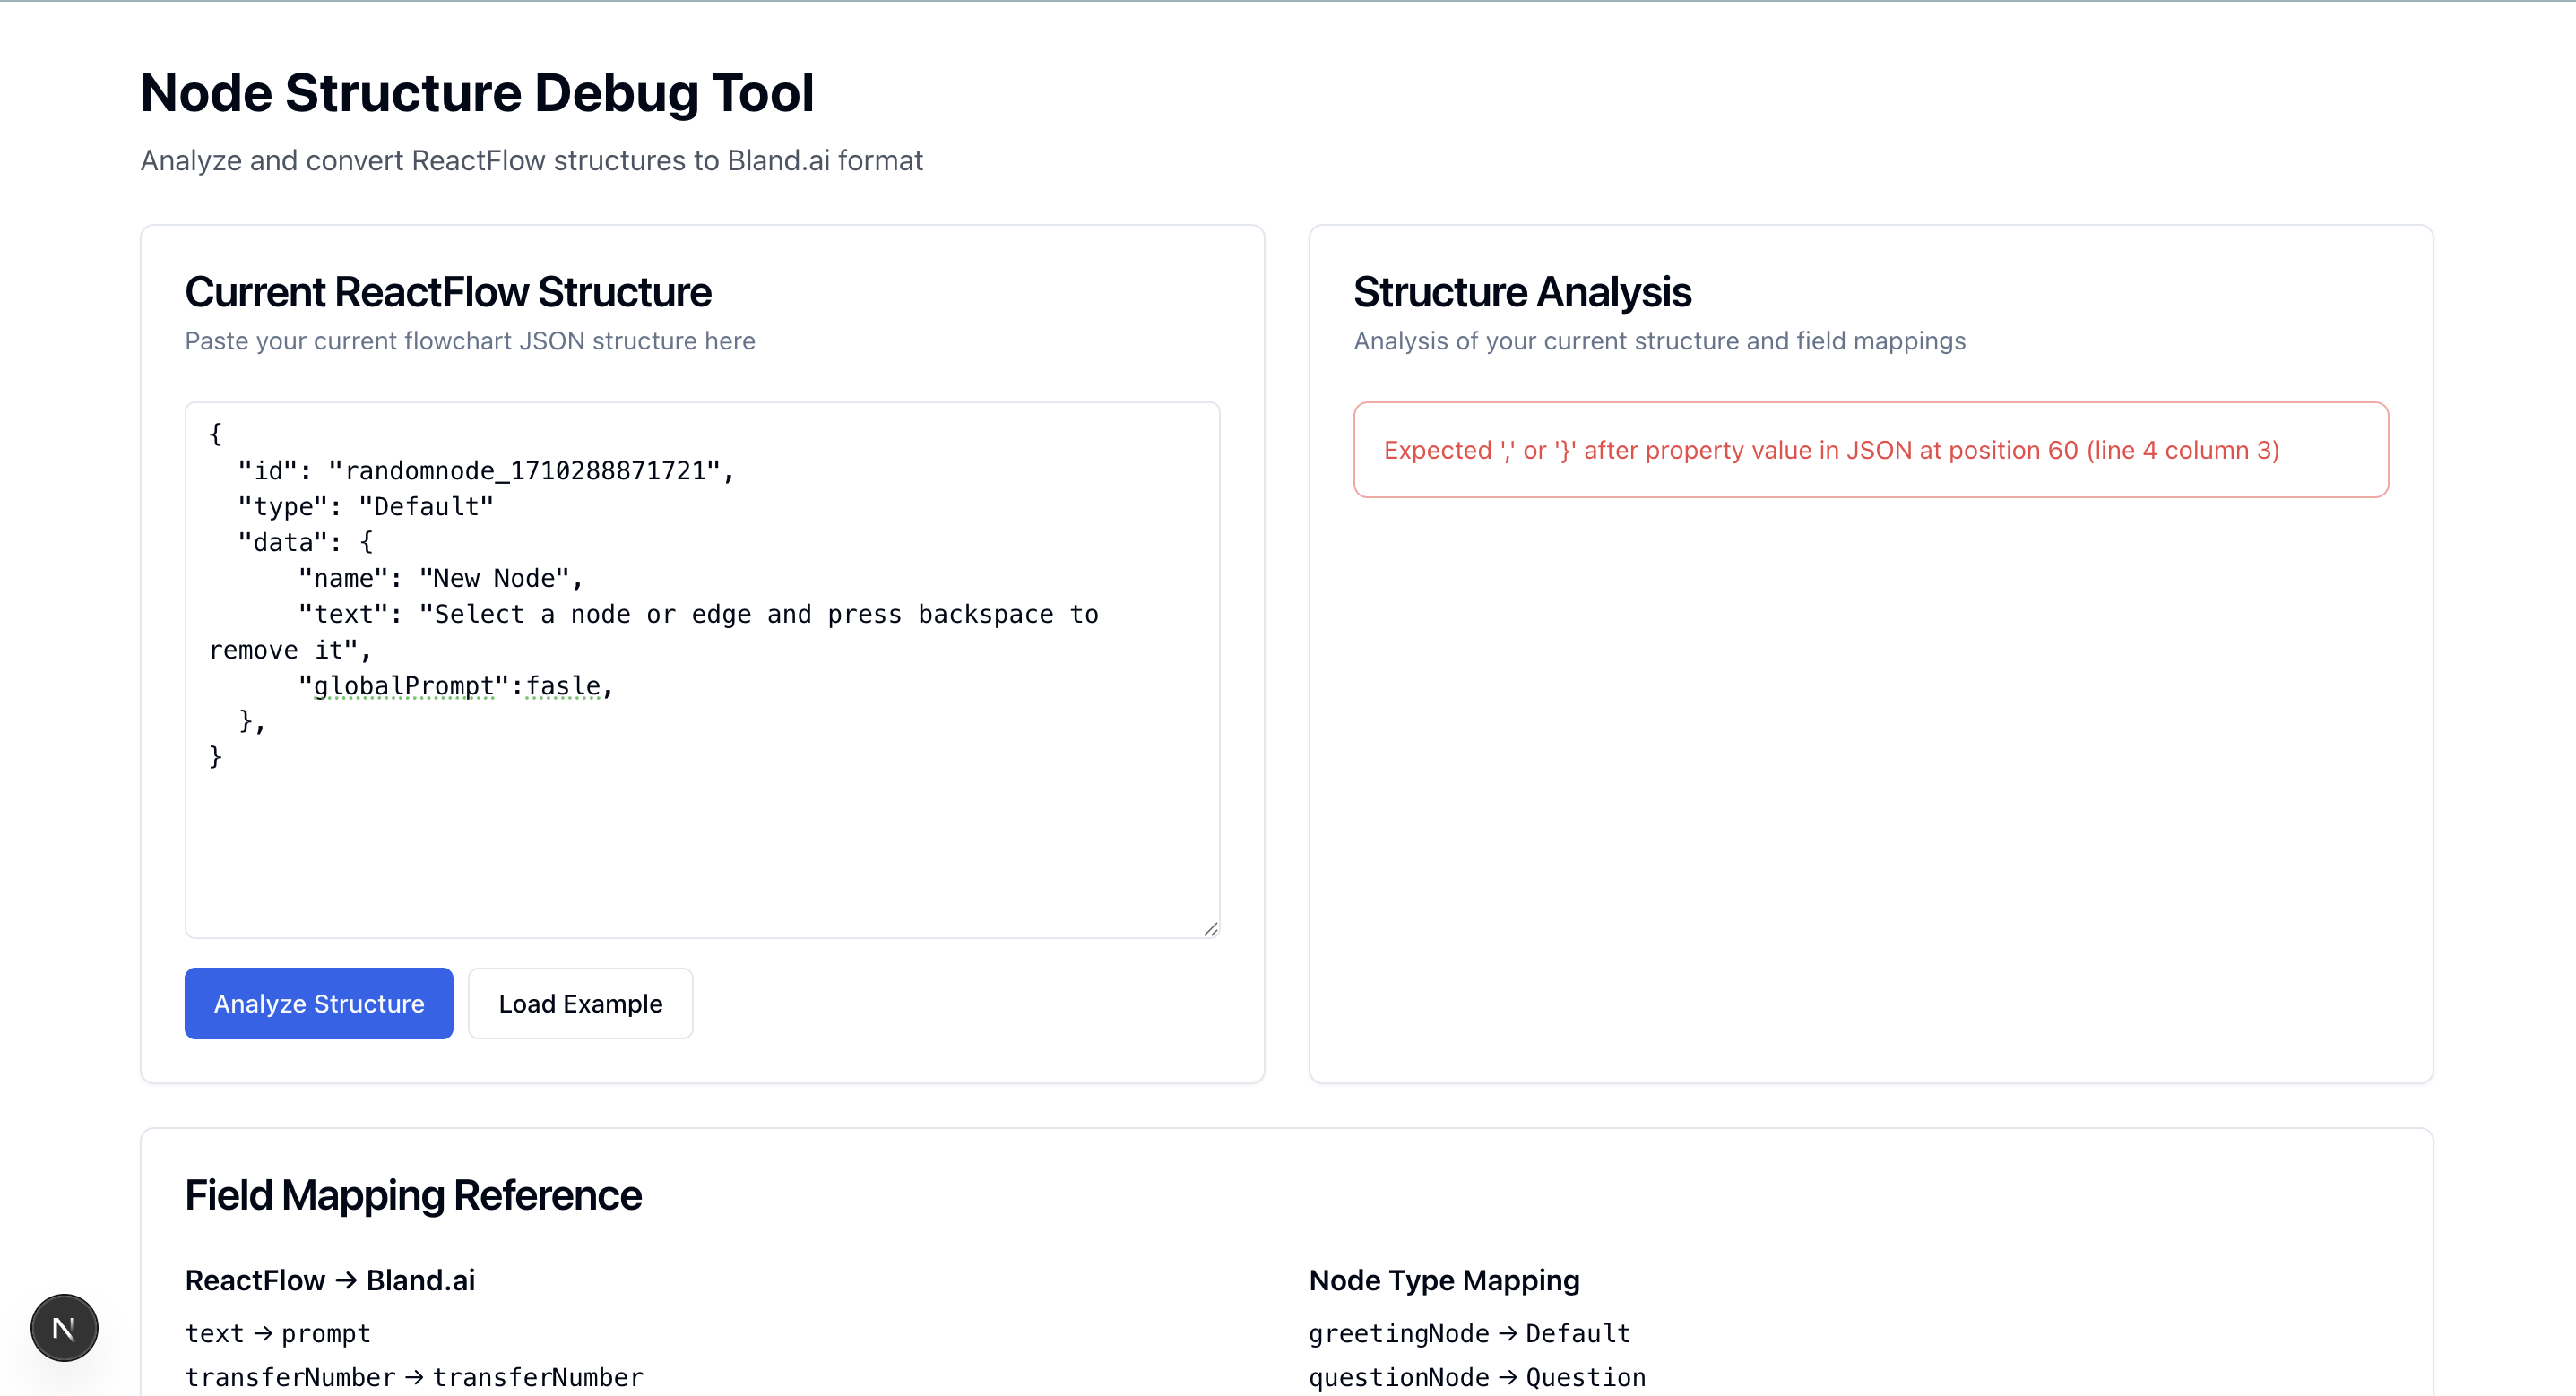 Node Structure Debug Tool
Analyze and convert ReactFlow structures to Bland.ai format
Current ReactFlow Structure
Paste your current flowchart JSON structure here
{
  "id": "randomnode_1710288871721",
  "type": "Default"
  "data": {
      "name": "New Node",
      "text": "Select a node or edge and press backspace to
remove it",
      "globalPrompt":fasle,
  },
}
Analyze Structure
Load Example
Structure Analysis
Analysis of your current structure and field mappings
Expected ',' or '}' after property value in JSON at position 60 (line 4 column 3)
Field Mapping Reference
ReactFlow → Bland.ai
text → prompt
transferNumber → transferNumber
Node Type Mapping
greetingNode → Default
questionNode → Question
N